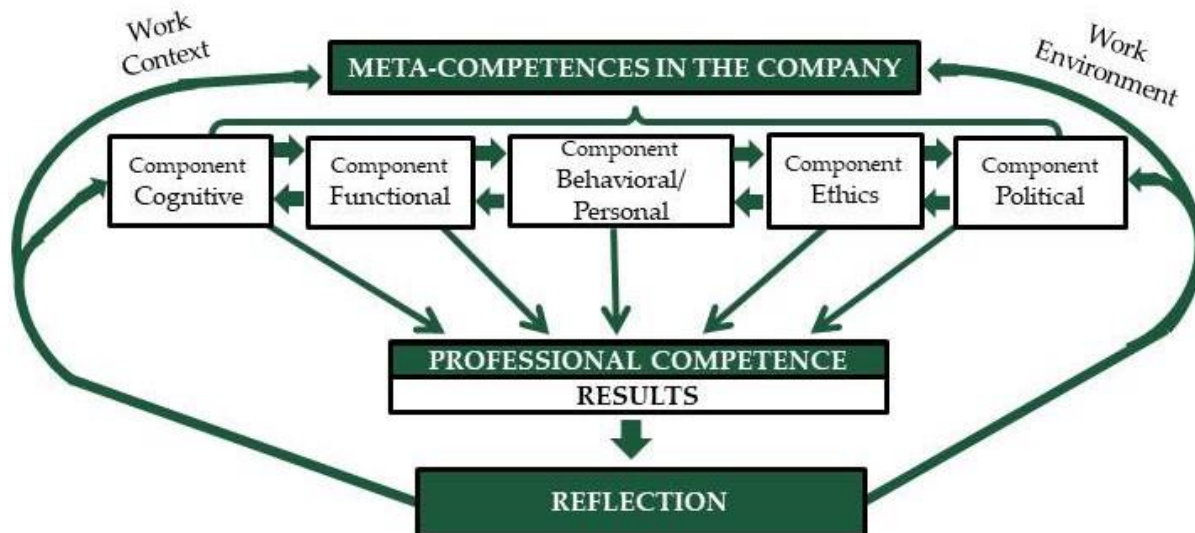 Work
Context
Work
Environment
META-COMPETENCES IN THE COMPANY
Component
Cognitive
Component
Functional
Component
Behavioral/
Personal
Component
Ethics
Component
Political
PROFESSIONAL COMPETENCE
RESULTS
REFLECTION